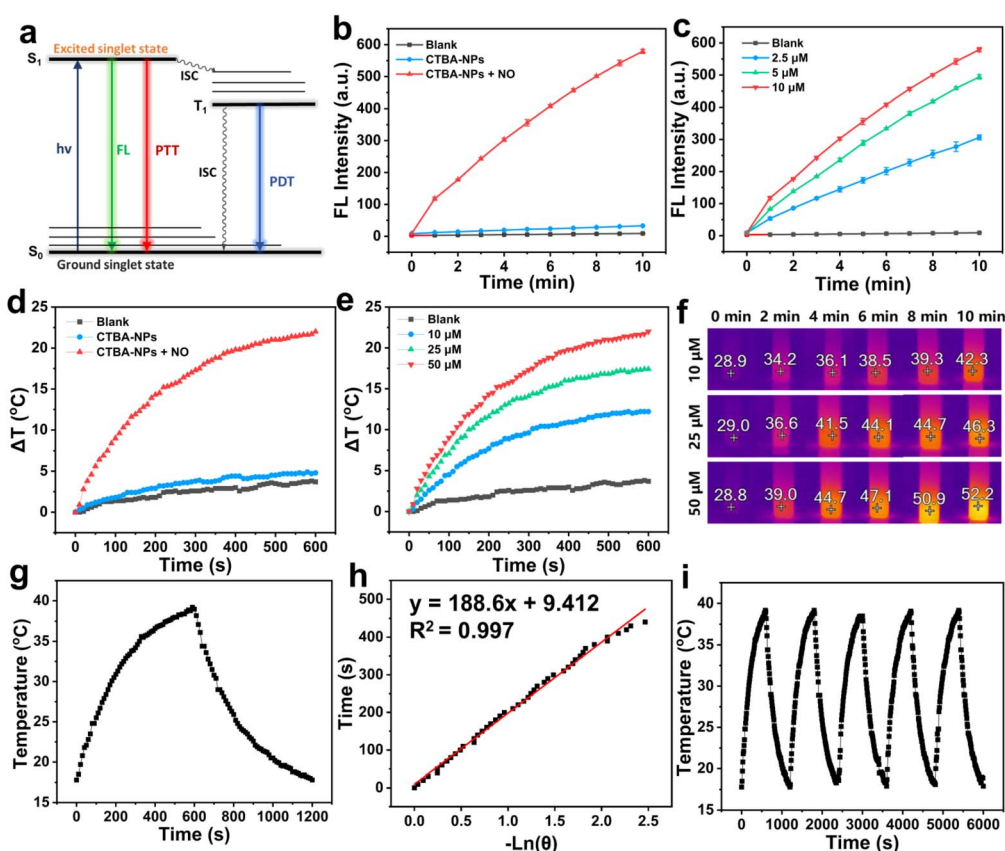 a
S1
Excited singlet state
ISC
T1
hv
FL
PTT
ISC
PDT
S0
Ground singlet state
b
Blank
CTBA-NPs
CTBA-NPs + NO
FL Intensity (a.u.)
600
500
400
300
200
100
0
0 2 4 6 8 10
Time (min)
c
Blank
2.5 μM
5 μM
10 μM
FL Intensity (a.u.)
600
500
400
300
200
100
0
0 2 4 6 8 10
Time (min)
d
Blank
CTBA-NPs
CTBA-NPs + NO
ΔT (°C)
25
20
15
10
5
0
0 100 200 300 400 500 600
Time (s)
e
Blank
10 μM
25 μM
50 μM
ΔT (°C)
25
20
15
10
5
0
0 100 200 300 400 500 600
Time (s)
f
0 min 2 min 4 min 6 min 8 min 10 min
10 μM
28.9 34.2 36.1 38.5 39.3 42.3
25 μM
29.0 36.6 41.5 44.1 44.7 46.3
50 μM
28.8 39.0 44.7 47.1 50.9 52.2
g
Temperature (°C)
40
35
30
25
20
15
0 200 400 600 800 1000 1200
Time (s)
h
y = 188.6x + 9.412
R² = 0.997
Time (s)
500
400
300
200
100
0
0.0 0.5 1.0 1.5 2.0 2.5
-Ln(θ)
i
Temperature (°C)
40
35
30
25
20
15
0 1000 2000 3000 4000 5000 6000
Time (s)